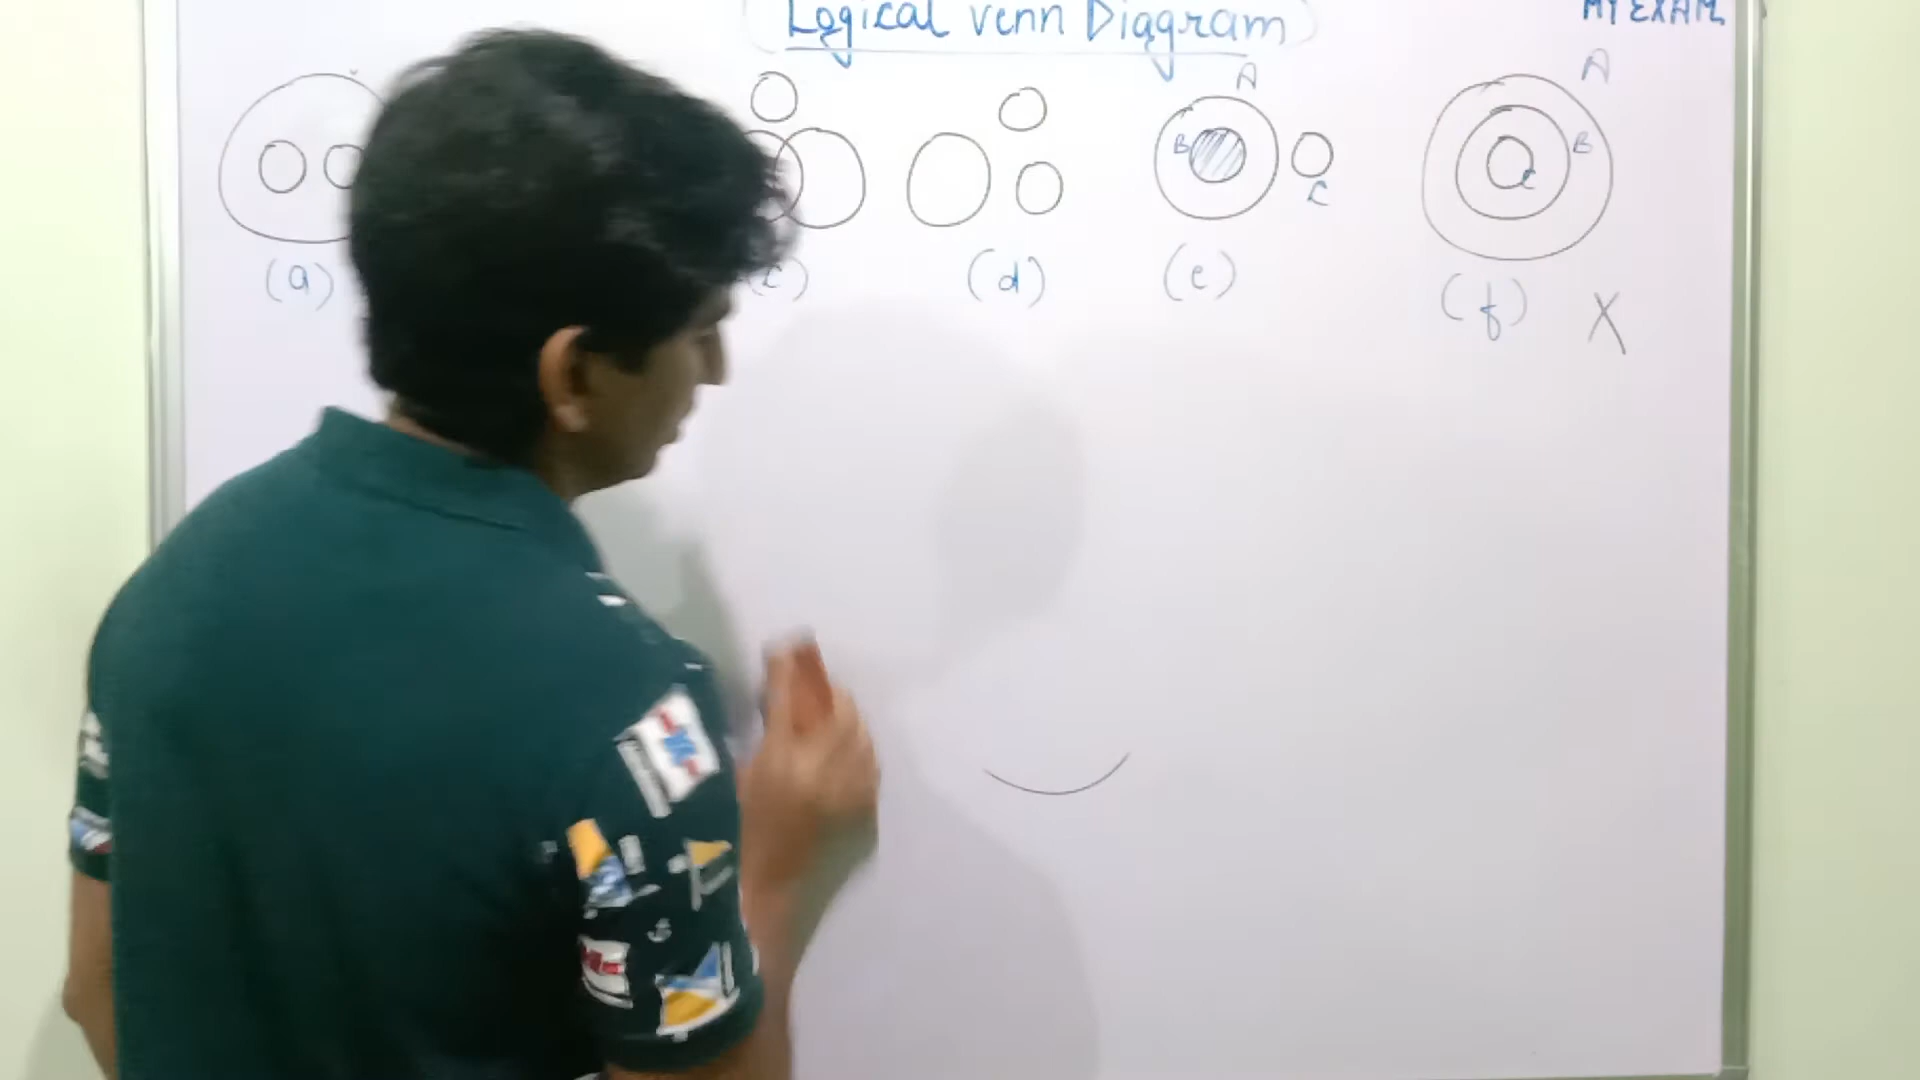 Logical Venn Diagram
MY EXAM
A
B
C
A
B
C
(a)
(c)
(d)
(e)
(f)
X